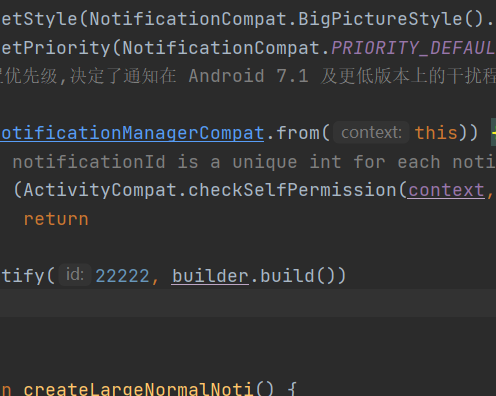 etStyle(NotificationCompat.BigPictureStyle().
etPriority(NotificationCompat.PRIORITY_DEFAUL
优先级,决定了通知在 Android 7.1 及更低版本上的干扰程
otificationManagerCompat.from( context: this))
notificationId is a unique int for each noti
(ActivityCompat.checkSelfPermission(context,
return
tify( id: 22222, builder.build())
n createLargeNormalNoti() {